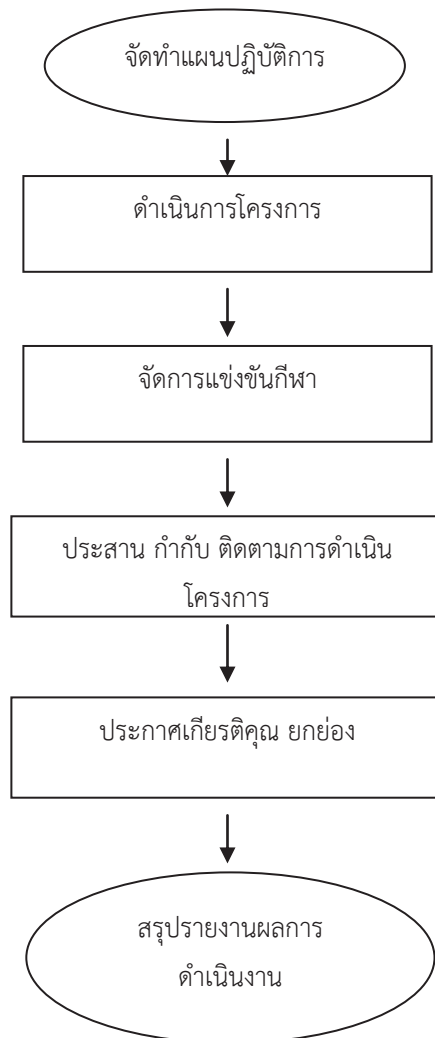 จัดทำแผนปฏิบัติการ
ดำเนินการโครงการ
จัดการแข่งขันกีฬา
ประสาน กำกับ ติดตามการดำเนิน
โครงการ
ประกาศเกียรติคุณ ยกย่อง
สรุปรายงานผลการ
ดำเนินงาน